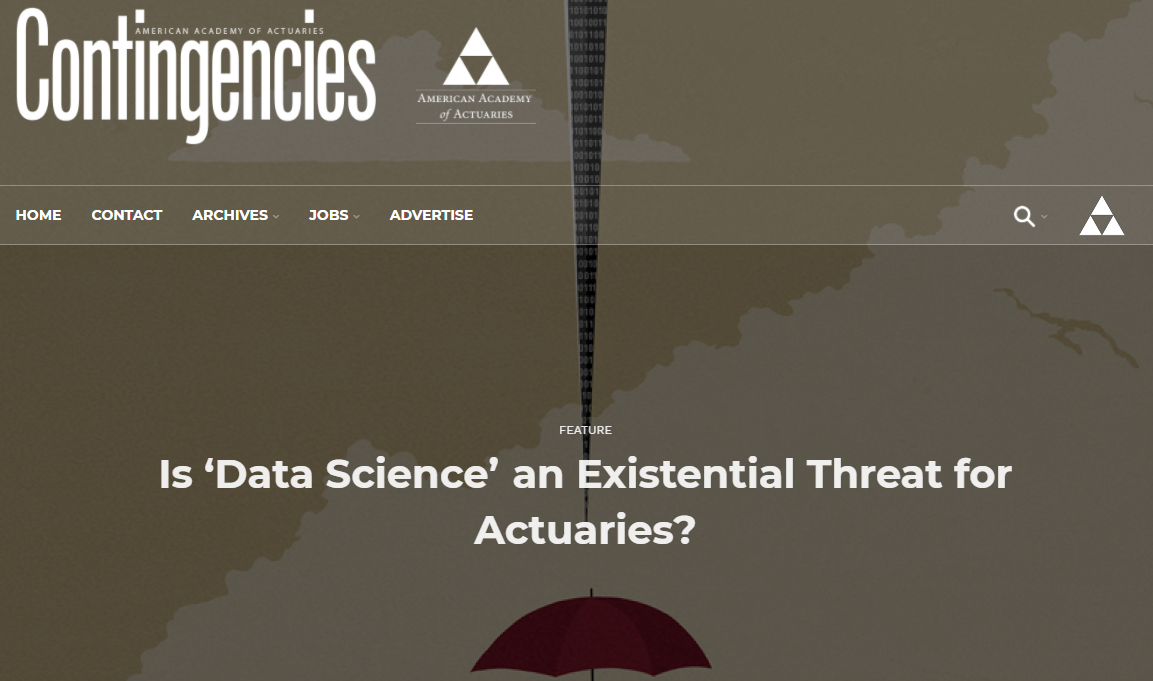 AMERICAN ACADEMY OF ACTUARIES
Contingencies
AMERICAN ACADEMY
of ACTUARIES
HOME CONTACT ARCHIVES JOBS ADVERTISE
FEATURE
Is ‘Data Science’ an Existential Threat for
Actuaries?